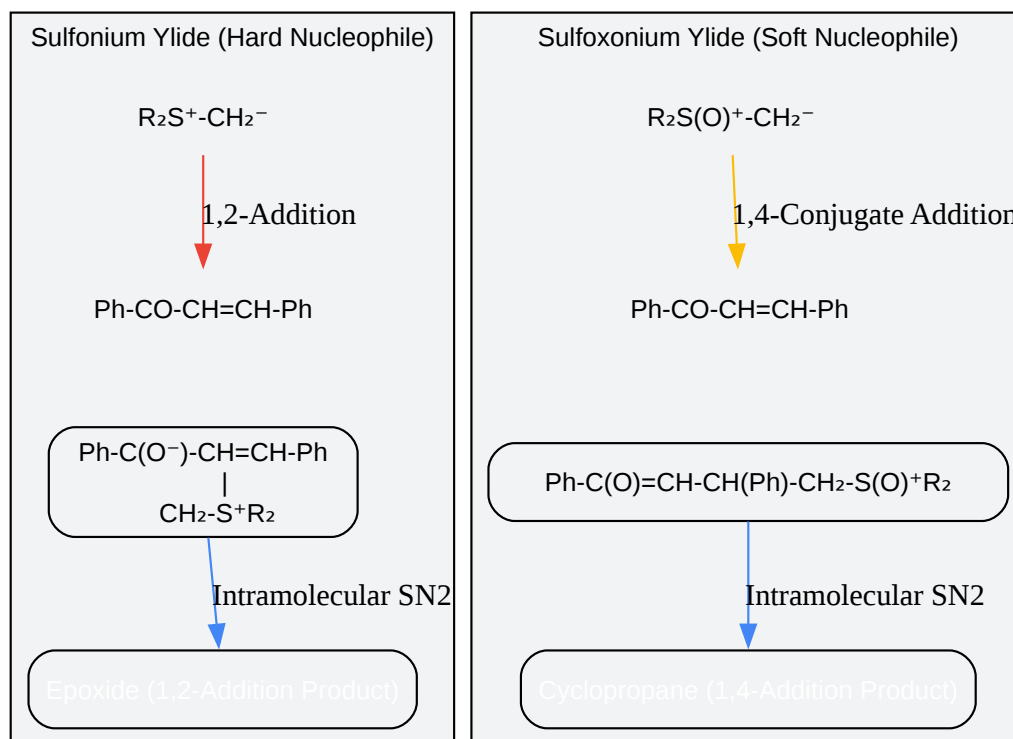 Sulfonium Ylide (Hard Nucleophile)
R₂S⁺-CH₂⁻
1,2-Addition
Ph-CO-CH=CH-Ph
Ph-C(O⁻)-CH=CH-Ph
|
CH₂-S⁺R₂
Intramolecular SN2
Epoxide (1,2-Addition Product)
Sulfoxonium Ylide (Soft Nucleophile)
R₂S(O)⁺-CH₂⁻
1,4-Conjugate Addition
Ph-CO-CH=CH-Ph
Ph-C(O)=CH-CH(Ph)-CH₂-S(O)⁺R₂
Intramolecular SN2
Cyclopropane (1,4-Addition Product)